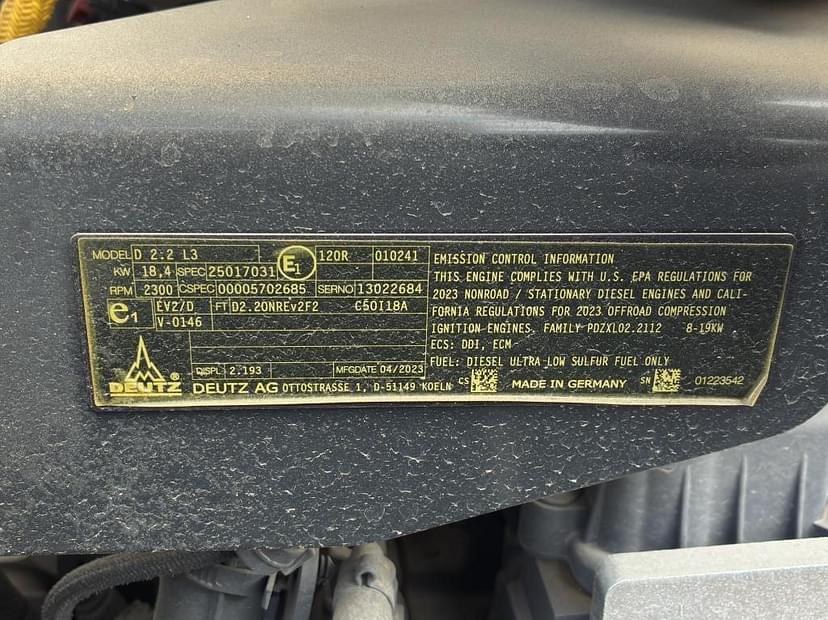 MODEL D 2.2 L3 E1 120R 010241
KW 18,4 SPEC 25017031
RPM 2300 CSPEC 00005702685 SERNO 13022684
e1 EV2/D FT D2.20NREv2F2 C50I18A
V-0146
DISPL 2.193 MFGDATE 04/2023
DEUTZ
DEUTZ AG OTTOSTRASSE 1, D-51149 KOELN
EMISSION CONTROL INFORMATION
THIS ENGINE COMPLIES WITH U.S. EPA REGULATIONS FOR
2023 NONROAD / STATIONARY DIESEL ENGINES AND CALI-
FORNIA REGULATIONS FOR 2023 OFFROAD COMPRESSION
IGNITION ENGINES. FAMILY PDZXL02.2112 8-19KW
ECS: DDI, ECM
FUEL: DIESEL ULTRA LOW SULFUR FUEL ONLY
CS MADE IN GERMANY SN 01223542